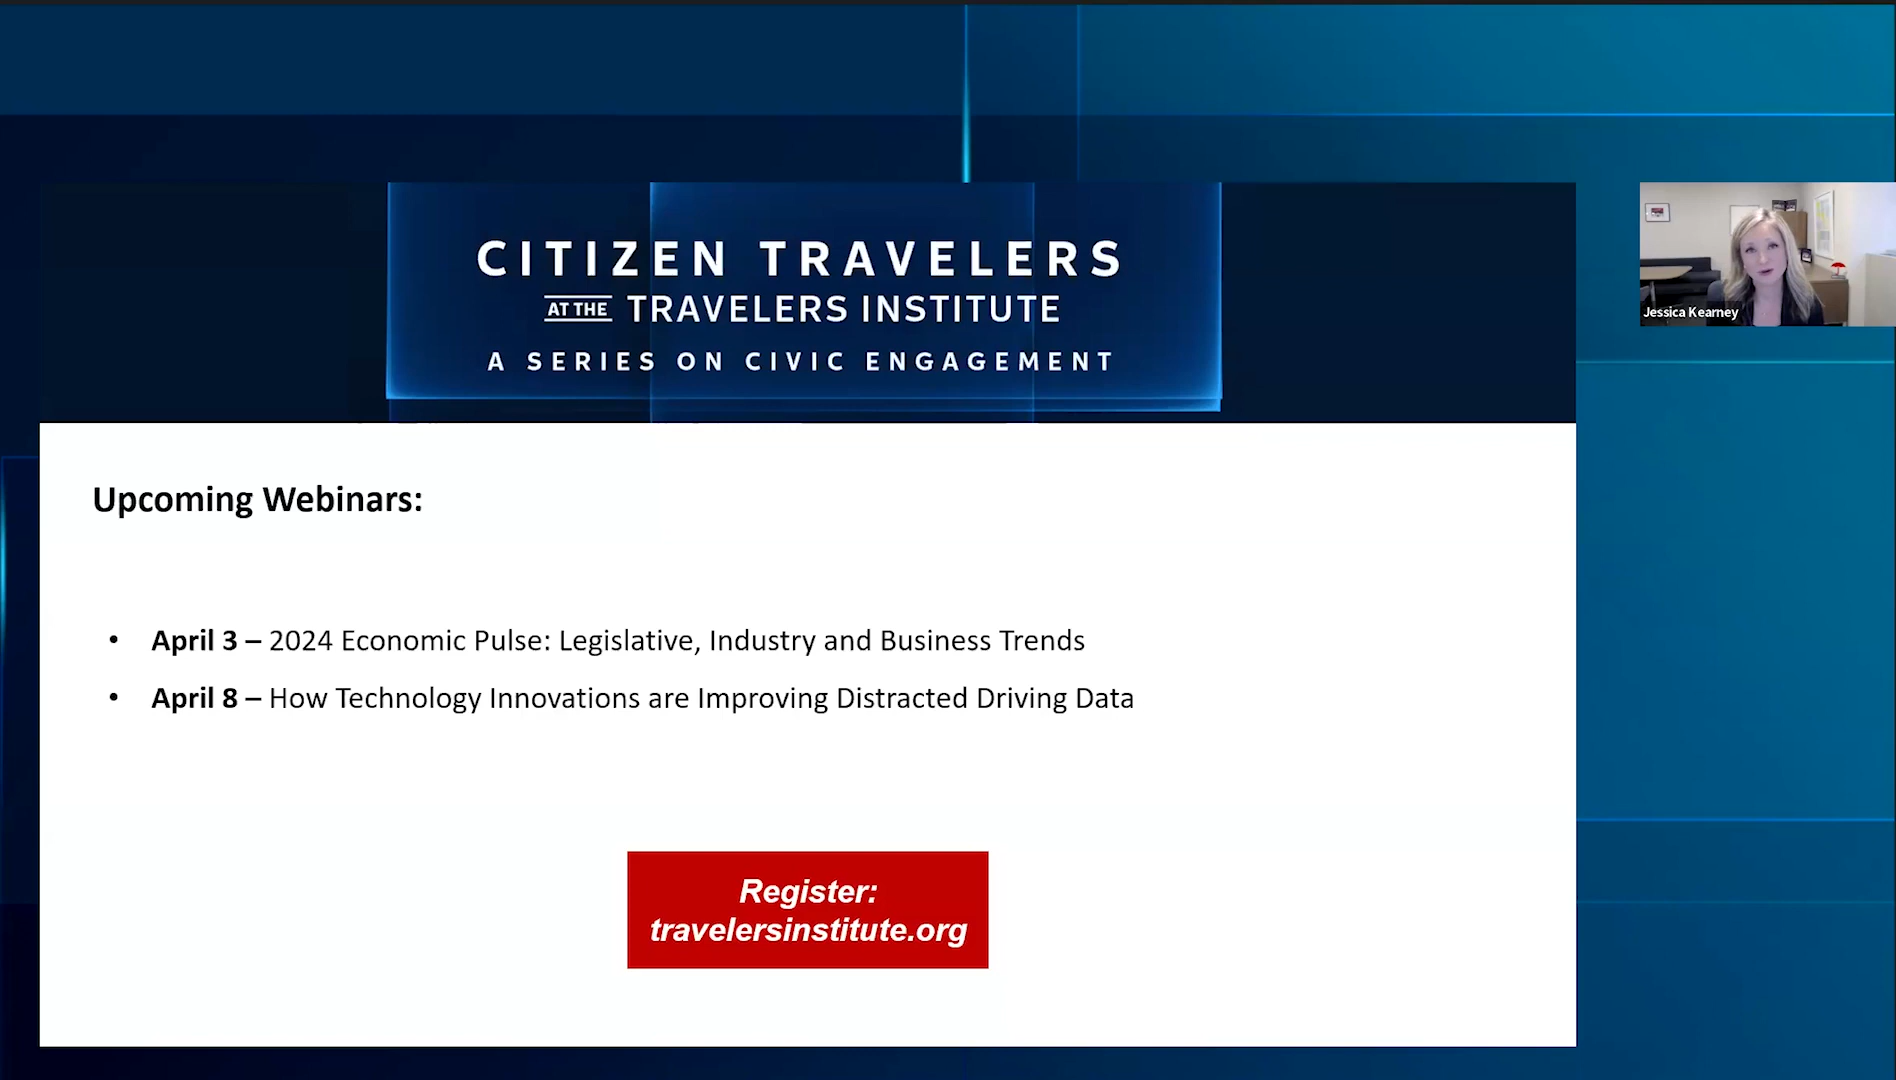 CITIZEN TRAVELERS
AT THE TRAVELERS INSTITUTE
A SERIES ON CIVIC ENGAGEMENT
Jessica Kearney
Upcoming Webinars:
• April 3 – 2024 Economic Pulse: Legislative, Industry and Business Trends
• April 8 – How Technology Innovations are Improving Distracted Driving Data
Register:
travelersinstitute.org